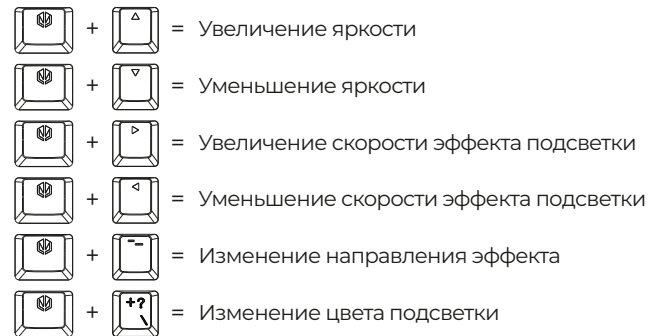 + △ = Увеличение яркости
+ ▽ = Уменьшение яркости
+ ▷ = Увеличение скорости эффекта подсветки
+ ◁ = Уменьшение скорости эффекта подсветки
+ -_ = Изменение направления эффекта
+ +? \ = Изменение цвета подсветки